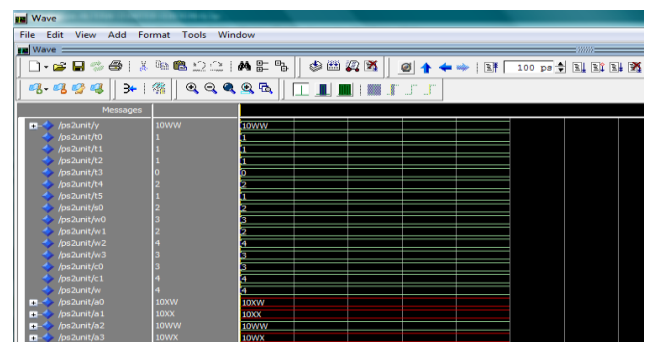 Wave
File Edit View Add Format Tools Window
Wave
100 ps
Messages
/ps2unit/y 10WW 10WW
/ps2unit/t0 1 1
/ps2unit/t1 1 1
/ps2unit/t2 1 1
/ps2unit/t3 0 0
/ps2unit/t4 2 2
/ps2unit/t5 1 1
/ps2unit/s0 2 2
/ps2unit/w0 3 3
/ps2unit/w1 2 2
/ps2unit/w2 4 4
/ps2unit/w3 3 3
/ps2unit/c0 3 3
/ps2unit/c1 4 4
/ps2unit/w 4 4
/ps2unit/a0 10XW 10XW
/ps2unit/a1 10XX 10XX
/ps2unit/a2 10WW 10WW
/ps2unit/a3 10WX 10WX